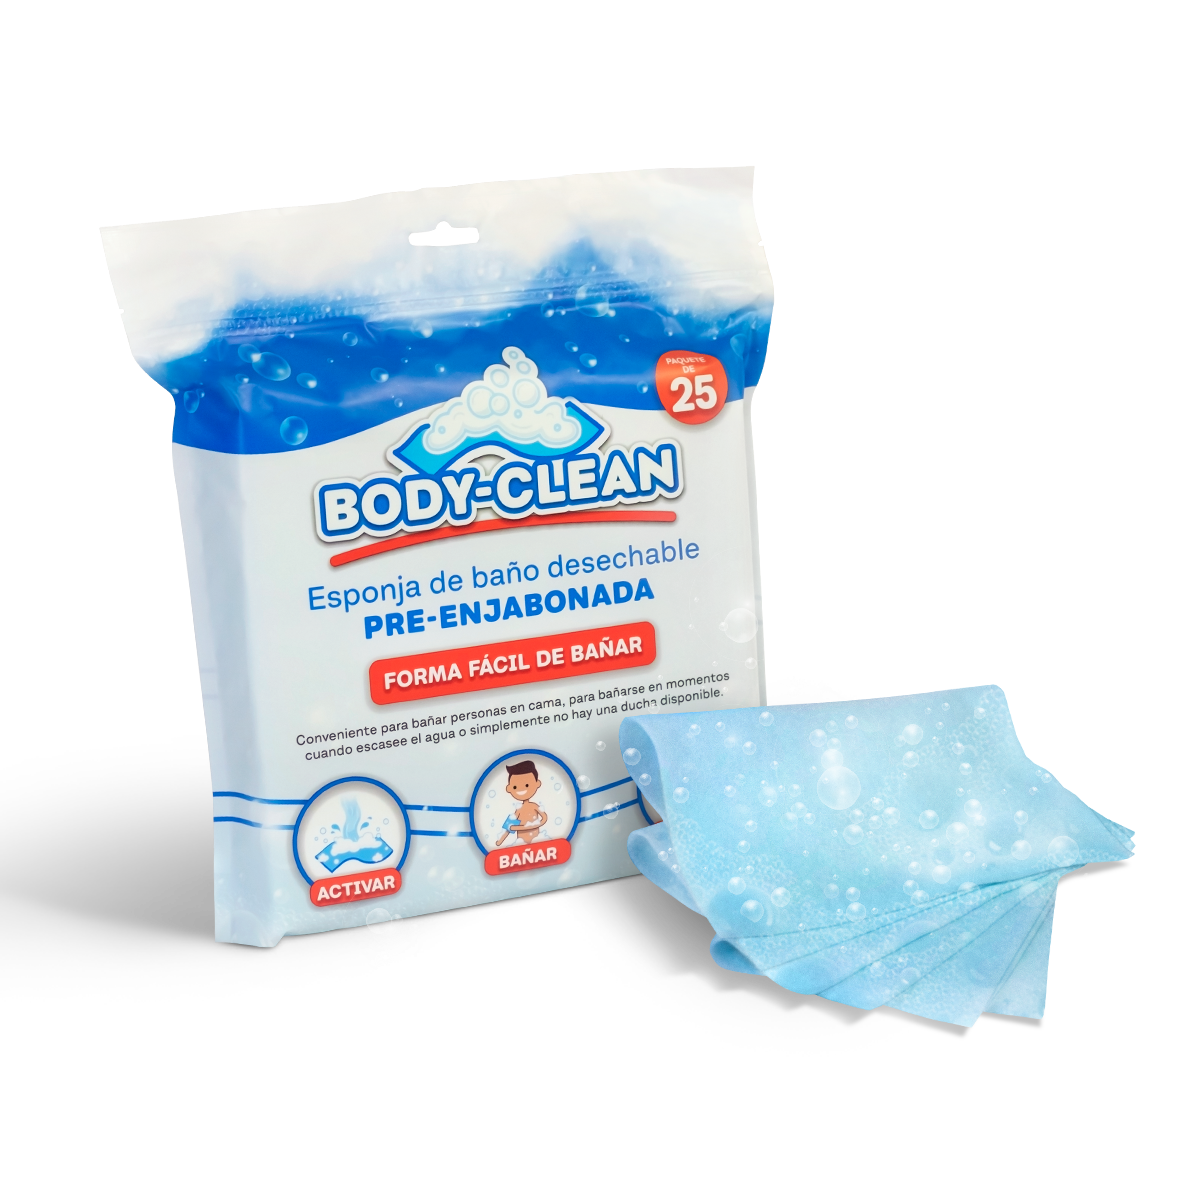 PAQUETE
DE
25
BODY-CLEAN
Esponja de baño desechable
PRE-ENJABONADA
FORMA FÁCIL DE BAÑAR
Conveniente para bañar personas en cama, para bañarse en momentos
cuando escasee el agua o simplemente no hay una ducha disponible.
ACTIVAR
BAÑAR